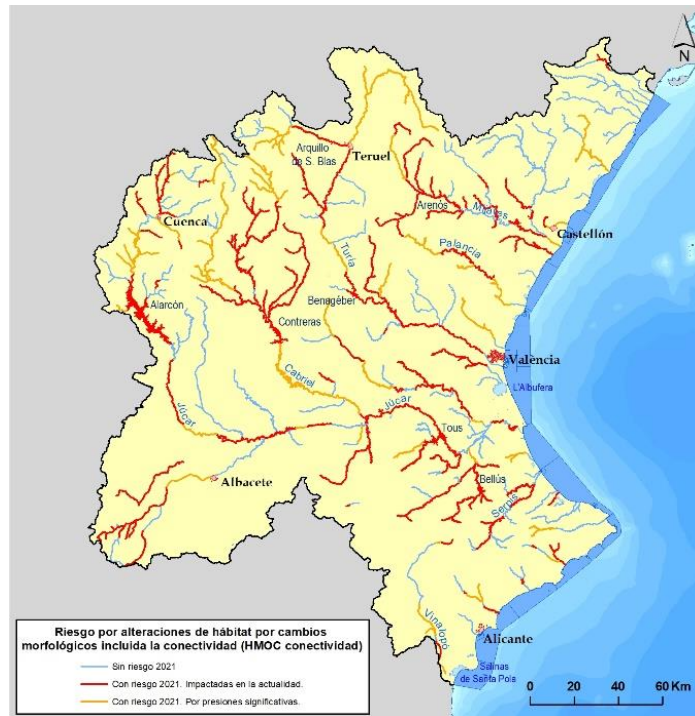 N
Arquillo
de S. Blas
Teruel
Cuenca
Arenós
Mijares
Castellón
Palancia
Turia
Alarcón
Benagéber
Contreras
València
Cabriel
L'Albufera
Júcar
Júcar
Tous
Albacete
Bellús
Serpis
Vinalopó
Alicante
Salinas
de Santa Pola
Riesgo por alteraciones de hábitat por cambios
morfológicos incluida la conectividad (HMOC conectividad)
Sin riesgo 2021
Con riesgo 2021. Impactadas en la actualidad.
Con riesgo 2021. Por presiones significativas.
0 20 40 60 Km